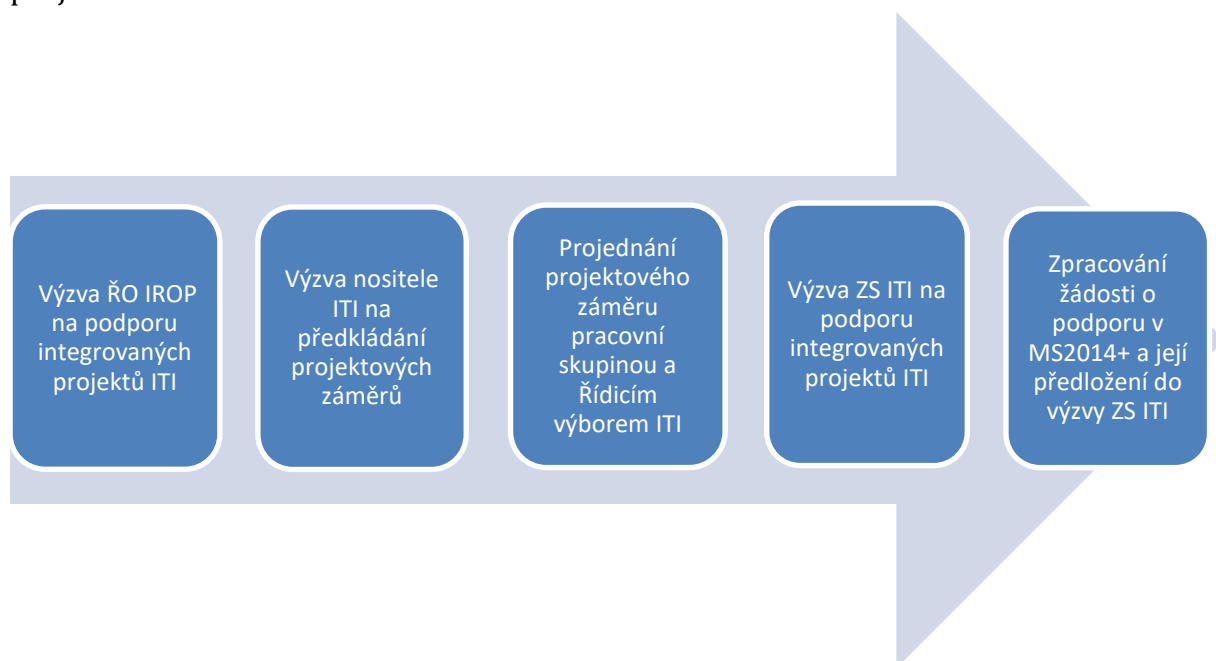 Výzva ŘO IROP
na podporu
integrovaných
projektů ITI
Výzva nositele
ITI na
předkládání
projektových
záměrů
Projednání
projektového
záměru
pracovní
skupinou a
Řídicím
výborem ITI
Výzva ZS ITI na
podporu
integrovaných
projektů ITI
Zpracování
žádosti o
podporu v
MS2014+ a její
předložení do
výzvy ZS ITI